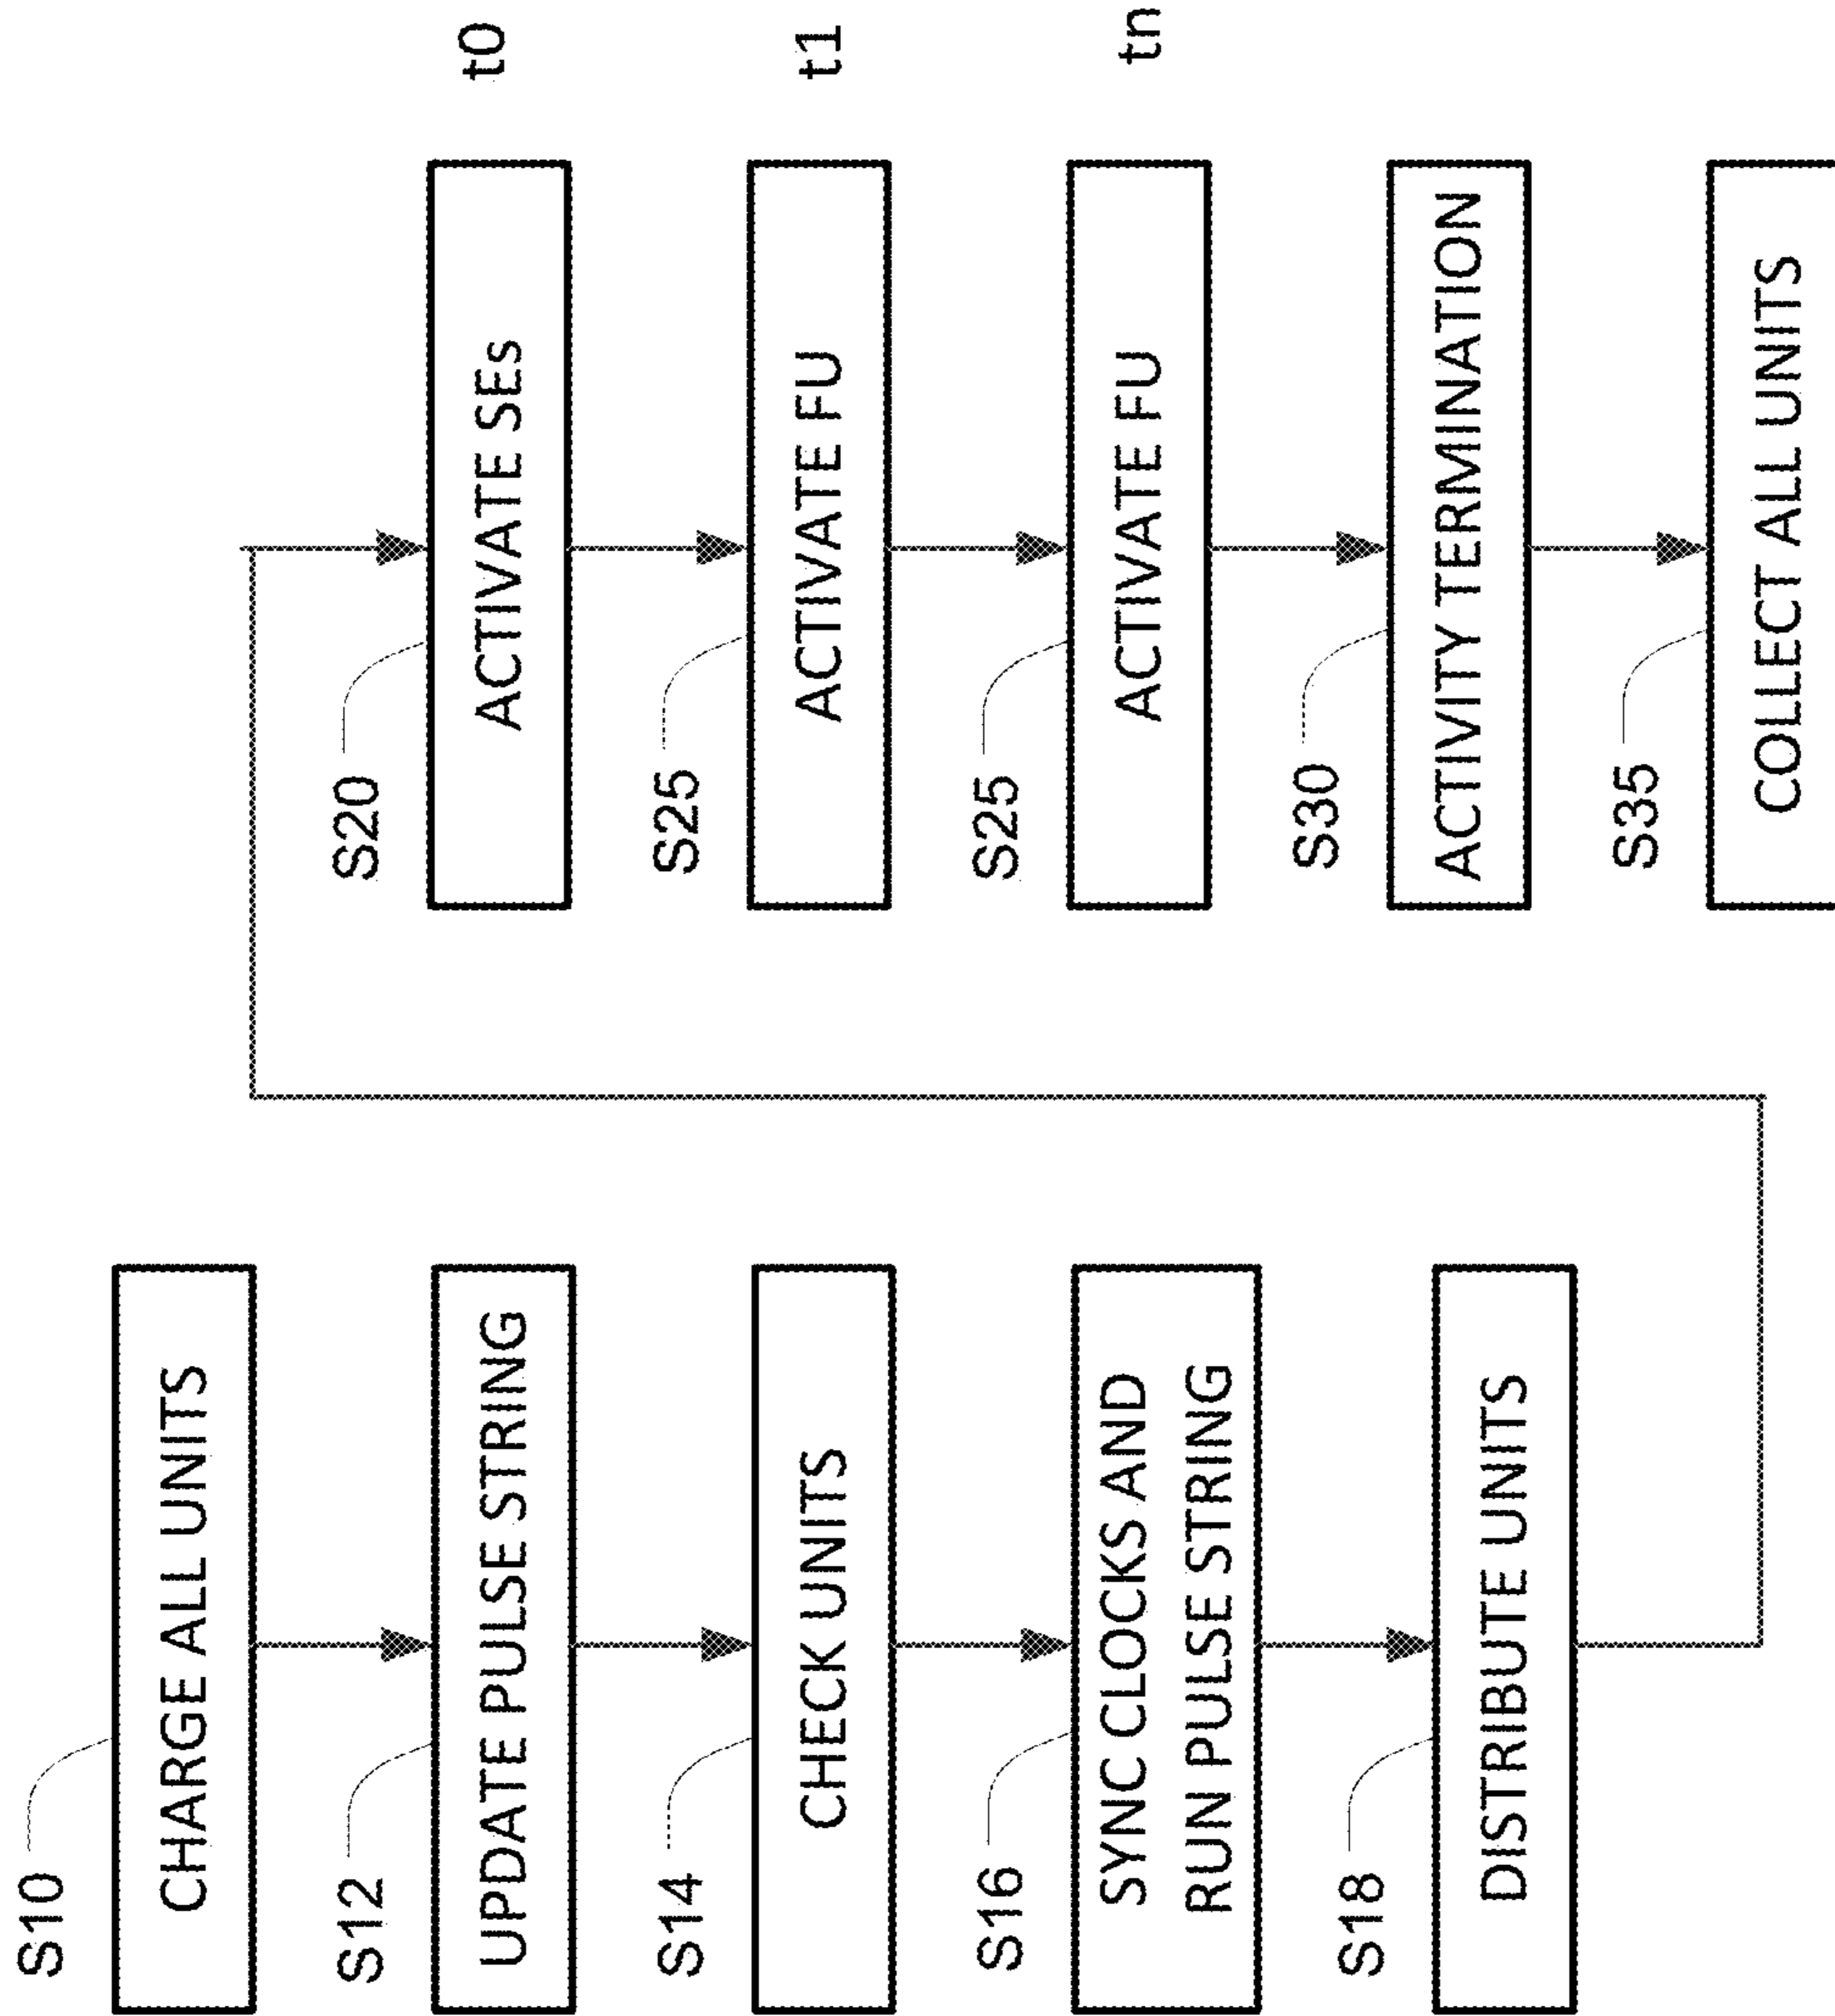 S10
CHARGE ALL UNITS
S12
UPDATE PULSE STRING
S14
CHECK UNITS
S16
SYNC CLOCKS AND
RUN PULSE STRING
S18
DISTRIBUTE UNITS
S20
ACTIVATE SEs
t0
S25
ACTIVATE FU
t1
S25
ACTIVATE FU
tn
S30
ACTIVITY TERMINATION
S35
COLLECT ALL UNITS